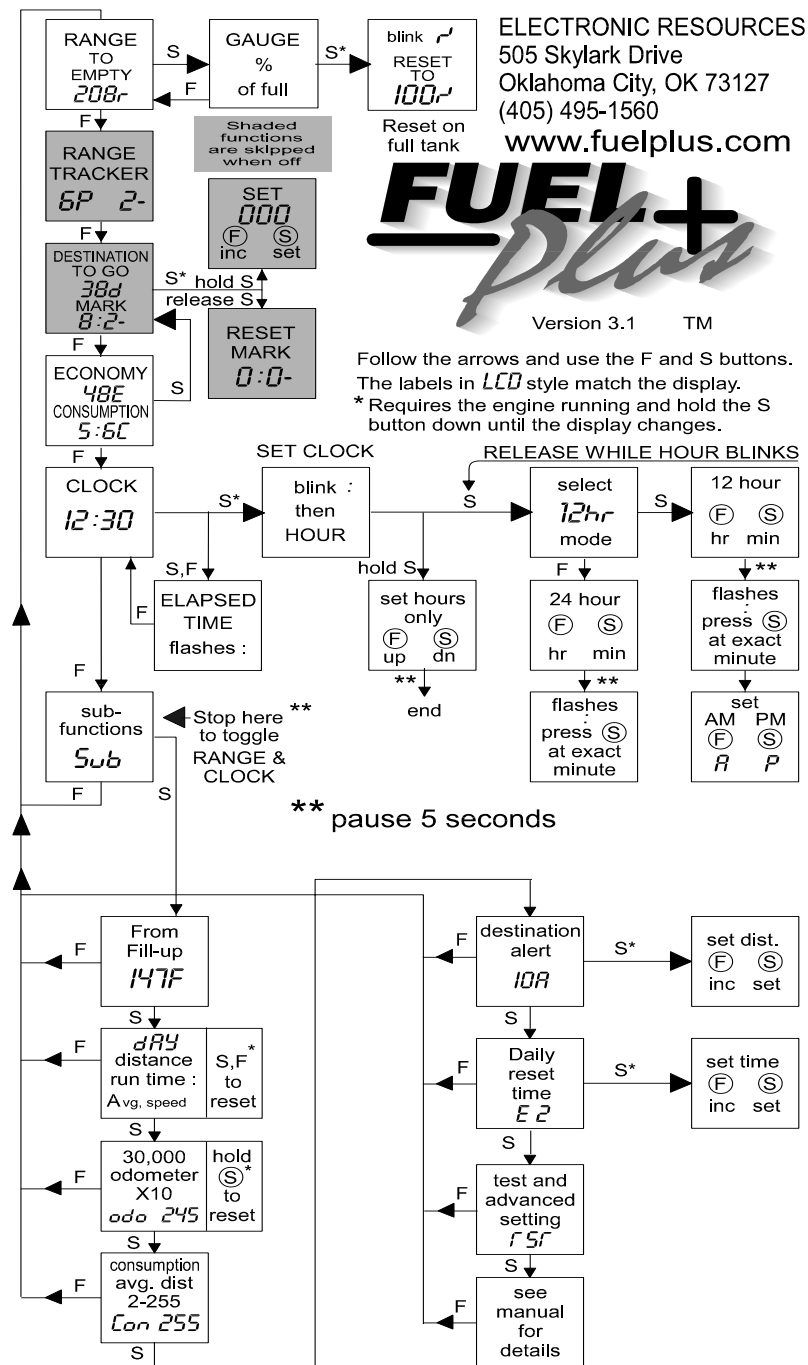 RANGE
TO
EMPTY
208r
S
F
GAUGE
%
of full
S*
blink r
RESET
TO
100r
Reset on
full tank
ELECTRONIC RESOURCES
505 Skylark Drive
Oklahoma City, OK 73127
(405) 495-1560
www.fuelplus.com
FUEL+
Plus
Version 3.1 TM
Shaded
functions
are skipped
when off
F
RANGE
TRACKER
6P 2-
F
DESTINATION
TO GO
38d
MARK
8:2-
S* hold S
release S
SET
000
F S
inc set
RESET
MARK
0:0-
F
ECONOMY
48E
CONSUMPTION
5:6C
S
Follow the arrows and use the F and S buttons.
The labels in LCD style match the display.
* Requires the engine running and hold the S
button down until the display changes.
F
CLOCK
12:30
S*
S,F
F
ELAPSED
TIME
flashes :
SET CLOCK
blink :
then
HOUR
RELEASE WHILE HOUR BLINKS
S
hold S
set hours
only
F S
up dn
**
end
select
12hr
mode
F
24 hour
F S
hr min
**
flashes
:
press S
at exact
minute
S
12 hour
F S
hr min
**
flashes
:
press S
at exact
minute
set
AM PM
F S
A P
F
sub-
functions
Sub
F
S
Stop here **
to toggle
RANGE &
CLOCK
** pause 5 seconds
From
Fill-up
147F
F
S
dAY
distance
run time :
Avg, speed
S,F*
to
reset
F
S
30,000
odometer
X10
odo 245
hold
S*
to
reset
F
S
consumption
avg. dist
2-255
Con 255
F
S
destination
alert
10A
F
S*
set dist.
F S
inc set
S
Daily
reset
time
E 2
F
S*
set time
F S
inc set
S
test and
advanced
setting
rSr
F
S
see
manual
for
details
F